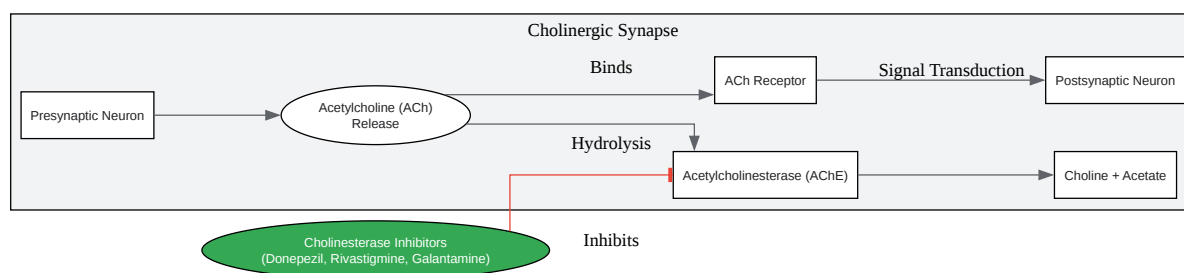 Cholinergic Synapse
Binds
ACh Receptor
Signal Transduction
Postsynaptic Neuron
Presynaptic Neuron
Acetylcholine (ACh)
Release
Hydrolysis
Acetylcholinesterase (AChE)
Choline + Acetate
Cholinesterase Inhibitors
(Donepezil, Rivastigmine, Galantamine)
Inhibits